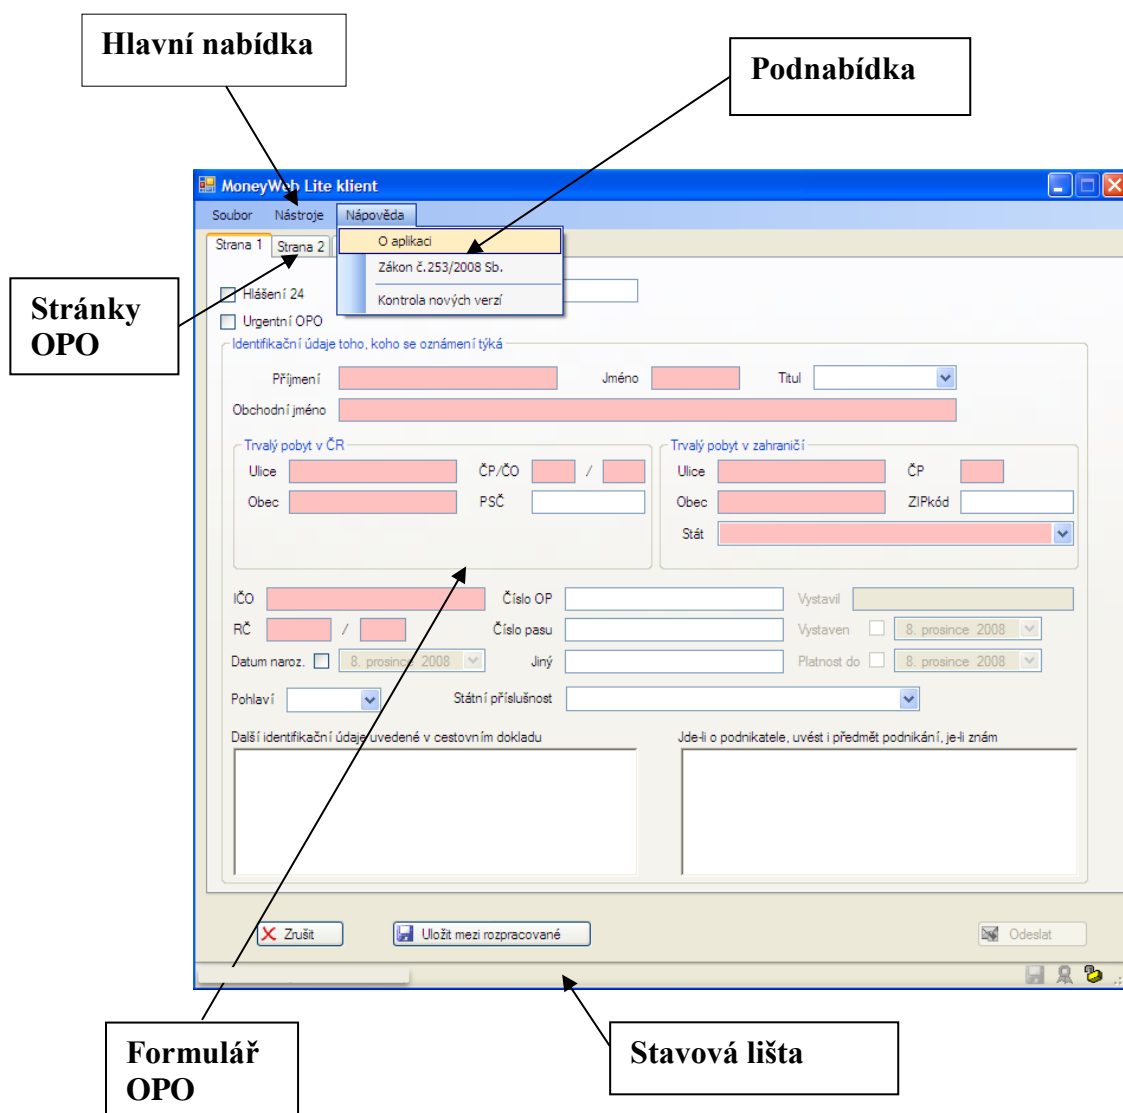 Hlavní nabídka
Podnabídka
MoneyWeb Lite klient
Soubor Nástroje Nápověda
Strana 1 Strana 2
O aplikaci
Zákon č.253/2008 Sb.
Kontrola nových verzí
Stránky
OPO
Hlášení 24
Urgentní OPO
Identifikační údaje toho, koho se oznámení týká
Příjmení Jméno Titul
Obchodní jméno
Trvalý pobyt v ČR Trvalý pobyt v zahraničí
Ulice ČP/ČO / Ulice ČP
Obec PSČ Obec ZIPkód
Stát
IČO Číslo OP Vystavil
RČ / Číslo pasu Vystaven 8. prosince 2008
Datum naroz. 8. prosince 2008 Jiný Platnost do 8. prosince 2008
Pohlaví Státní příslušnost
Další identifikační údaje uvedené v cestovním dokladu Jde-li o podnikatele, uvést i předmět podnikání, je-li znám
Zrušit Uložit mezi rozpracované Odeslat
Formulář
OPO
Stavová lišta